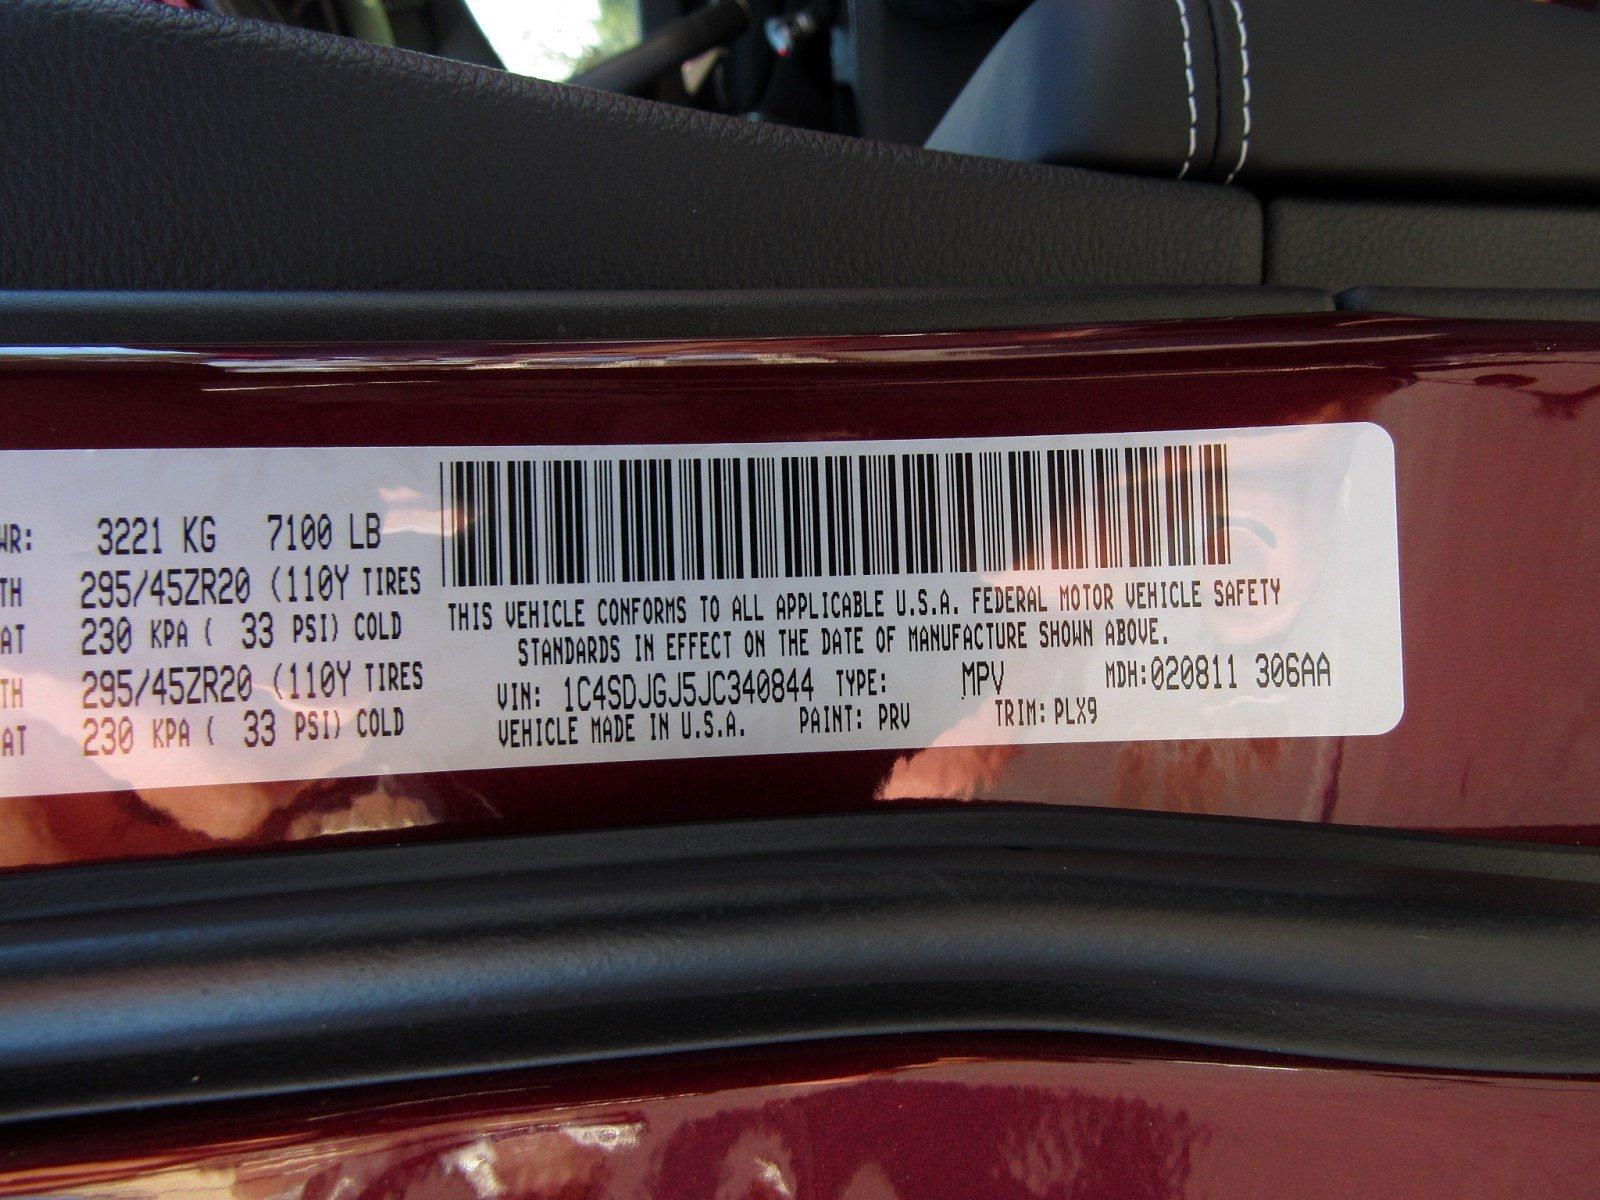 WR: 3221 KG 7100 LB
TH 295/45ZR20 (110Y TIRES
AT 230 KPA ( 33 PSI) COLD
TH 295/45ZR20 (110Y TIRES
AT 230 KPA ( 33 PSI) COLD
THIS VEHICLE CONFORMS TO ALL APPLICABLE U.S.A. FEDERAL MOTOR VEHICLE SAFETY
STANDARDS IN EFFECT ON THE DATE OF MANUFACTURE SHOWN ABOVE.
VIN: 1C4SDJGJ5JC340844 TYPE: MPV MDH:020811 306AA
VEHICLE MADE IN U.S.A. PAINT: PRV TRIM: PLX9